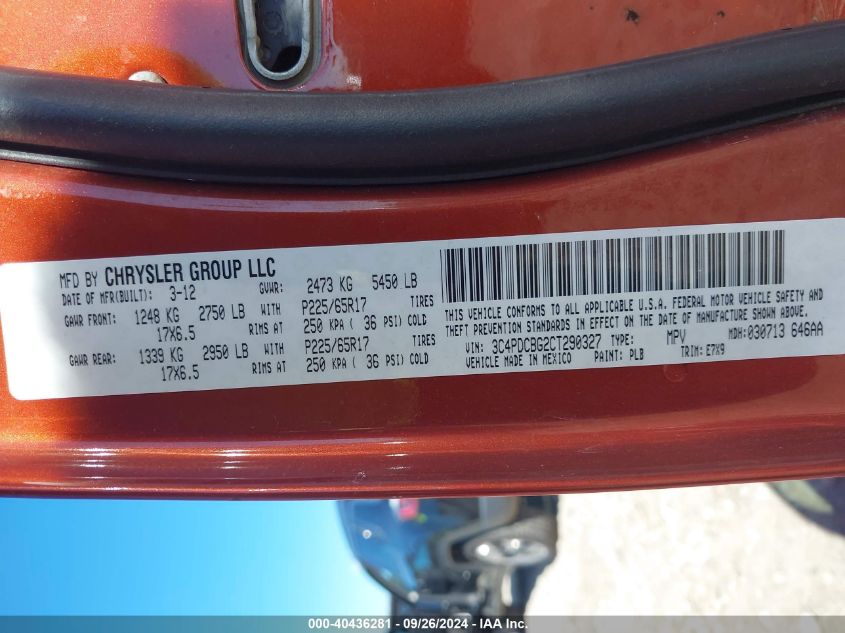 MFD BY CHRYSLER GROUP LLC
DATE OF MFR(BUILT): 3-12 GVWR: 2473 KG 5450 LB
GAWR FRONT: 1248 KG 2750 LB WITH P225/65R17 TIRES
17X6.5 RIMS AT 250 KPA ( 36 PSI) COLD
GAWR REAR: 1339 KG 2950 LB WITH P225/65R17 TIRES
17X6.5 RIMS AT 250 KPA ( 36 PSI) COLD
THIS VEHICLE CONFORMS TO ALL APPLICABLE U.S.A. FEDERAL MOTOR VEHICLE SAFETY AND
THEFT PREVENTION STANDARDS IN EFFECT ON THE DATE OF MANUFACTURE SHOWN ABOVE.
VIN: 3C4PDCBG2CT290327 TYPE: MPV MDH:030713 646AA
VEHICLE MADE IN MEXICO PAINT: PLB TRIM: E7X9
000-40436281 - 09/26/2024 - IAA Inc.